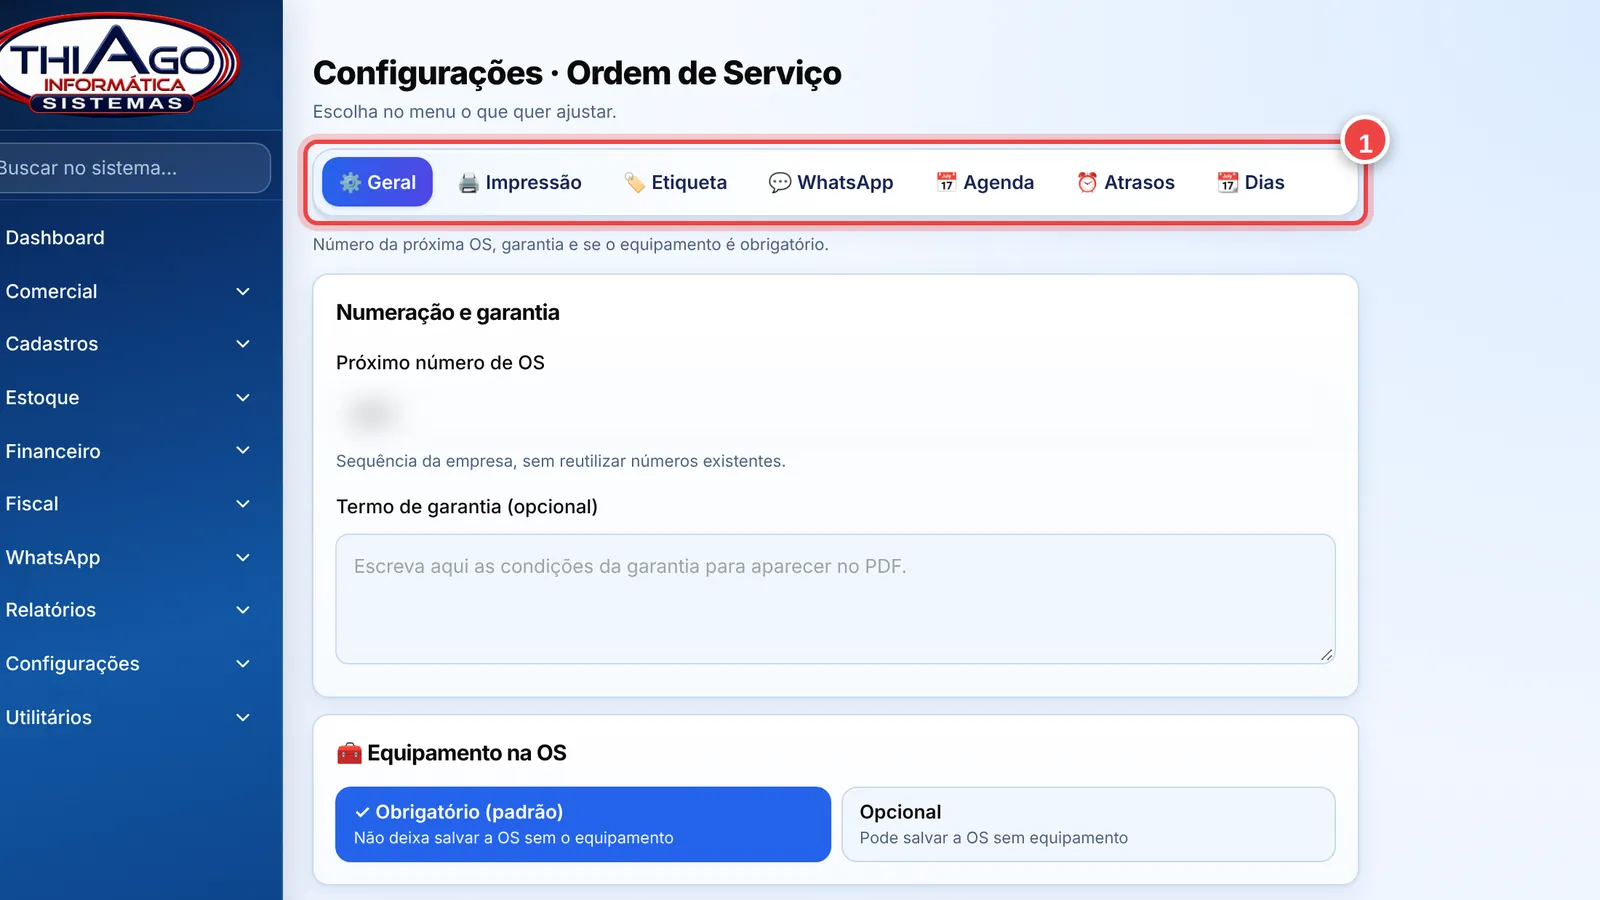 THIAGO
INFORMÁTICA
SISTEMAS
Buscar no sistema...
Dashboard
Comercial
Cadastros
Estoque
Financeiro
Fiscal
WhatsApp
Relatórios
Configurações
Utilitários
Configurações · Ordem de Serviço
Escolha no menu o que quer ajustar.
1
Geral
Impressão
Etiqueta
WhatsApp
Agenda
Atrasos
Dias
Número da próxima OS, garantia e se o equipamento é obrigatório.
Numeração e garantia
Próximo número de OS
Sequência da empresa, sem reutilizar números existentes.
Termo de garantia (opcional)
Escreva aqui as condições da garantia para aparecer no PDF.
Equipamento na OS
✓ Obrigatório (padrão)
Não deixa salvar a OS sem o equipamento
Opcional
Pode salvar a OS sem equipamento